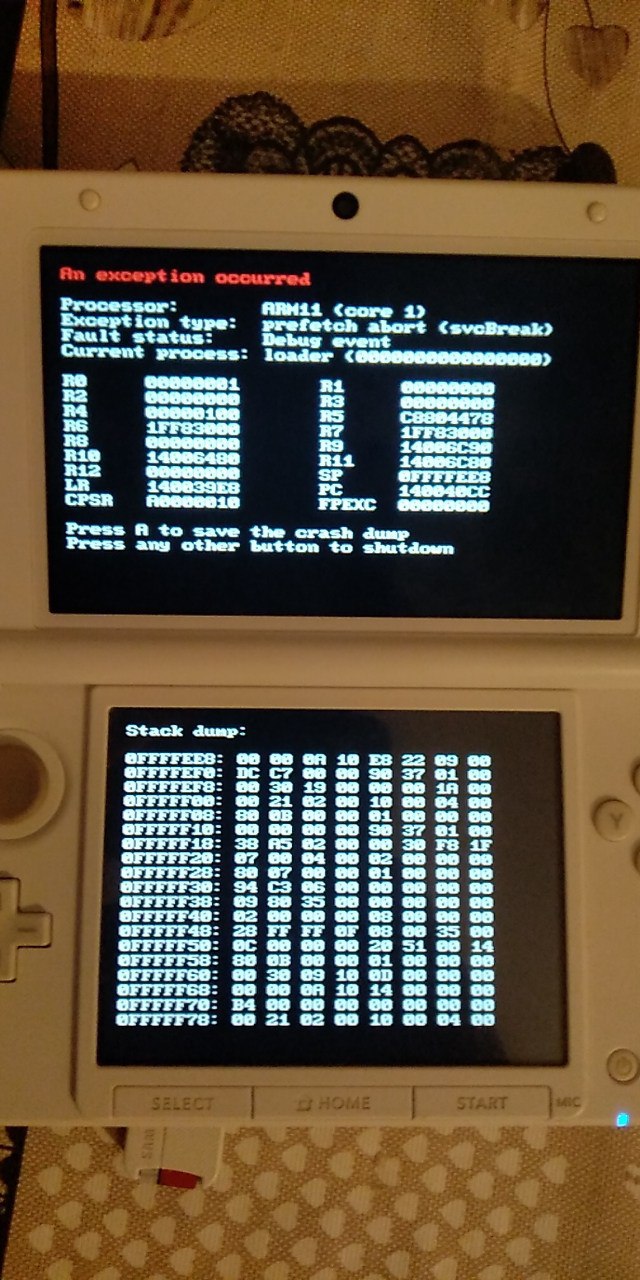 An exception occurred
Processor: ARM11 (core 1)
Exception type: prefetch abort (svcBreak)
Fault status: Debug event
Current process: loader (0000000000000000)
R0 00000001 R1 00000000
R2 00000000 R3 00000000
R4 00000100 R5 C8804478
R6 1FF83000 R7 1FF83000
R8 00000000 R9 14006C90
R10 14006480 R11 14006C80
R12 00000000 SP 0FFFFEE8
LR 140039E8 PC 140040CC
CPSR A0000010 FPEXC 00000000
Press A to save the crash dump
Press any other button to shutdown
Stack dump:
0FFFFEE8: 00 00 0A 10 E8 22 09 00
0FFFFEF0: DC C7 00 00 90 37 01 00
0FFFFEF8: 00 30 19 00 00 00 1A 00
0FFFFF00: 00 21 02 00 10 00 04 00
0FFFFF08: 80 0B 00 00 01 00 00 00
0FFFFF10: 00 00 00 00 90 37 01 00
0FFFFF18: 38 A5 02 00 00 30 F8 1F
0FFFFF20: 07 00 04 00 02 00 00 00
0FFFFF28: 80 07 00 00 01 00 00 00
0FFFFF30: 94 C3 06 00 00 00 00 00
0FFFFF38: 09 80 35 00 00 00 00 00
0FFFFF40: 02 00 00 00 08 00 00 00
0FFFFF48: 28 FF FF 0F 08 00 35 00
0FFFFF50: 0C 00 00 00 20 51 00 14
0FFFFF58: 80 0B 00 00 01 00 00 00
0FFFFF60: 00 30 09 10 0D 00 00 00
0FFFFF68: 00 00 0A 10 14 00 00 00
0FFFFF70: B4 00 00 00 00 00 00 00
0FFFFF78: 00 21 02 00 10 00 04 00
Y
SELECT HOME START MIC